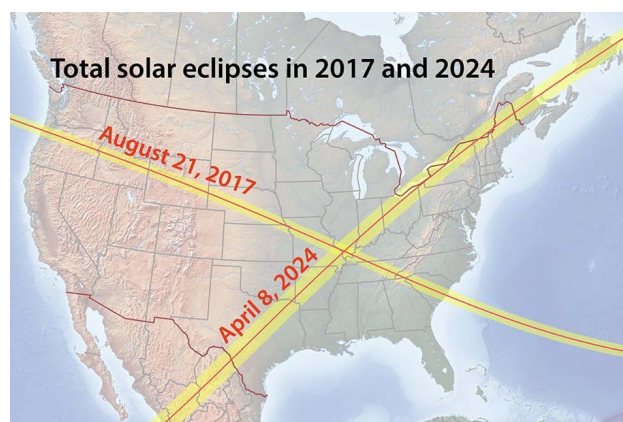 Total solar eclipses in 2017 and 2024
August 21, 2017
April 8, 2024